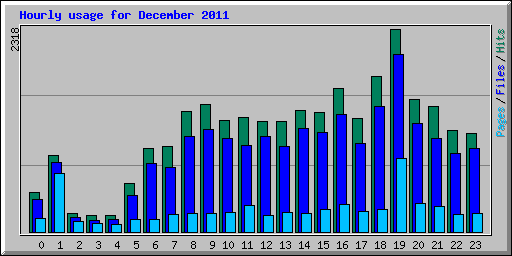 Hourly usage for December 2011
2318
Pages / Files / Hits
0 1 2 3 4 5 6 7 8 9 10 11 12 13 14 15 16 17 18 19 20 21 22 23